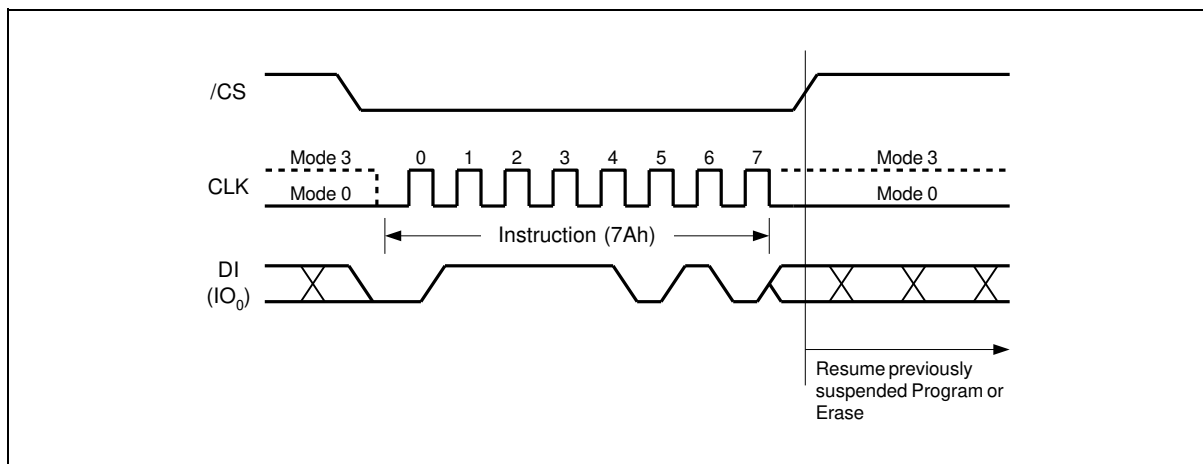 /CS
Mode 3
0 1 2 3 4 5 6 7
Mode 3
CLK
Mode 0
Mode 0
Instruction (7Ah)
DI
(IO0)
Resume previously
suspended Program or
Erase